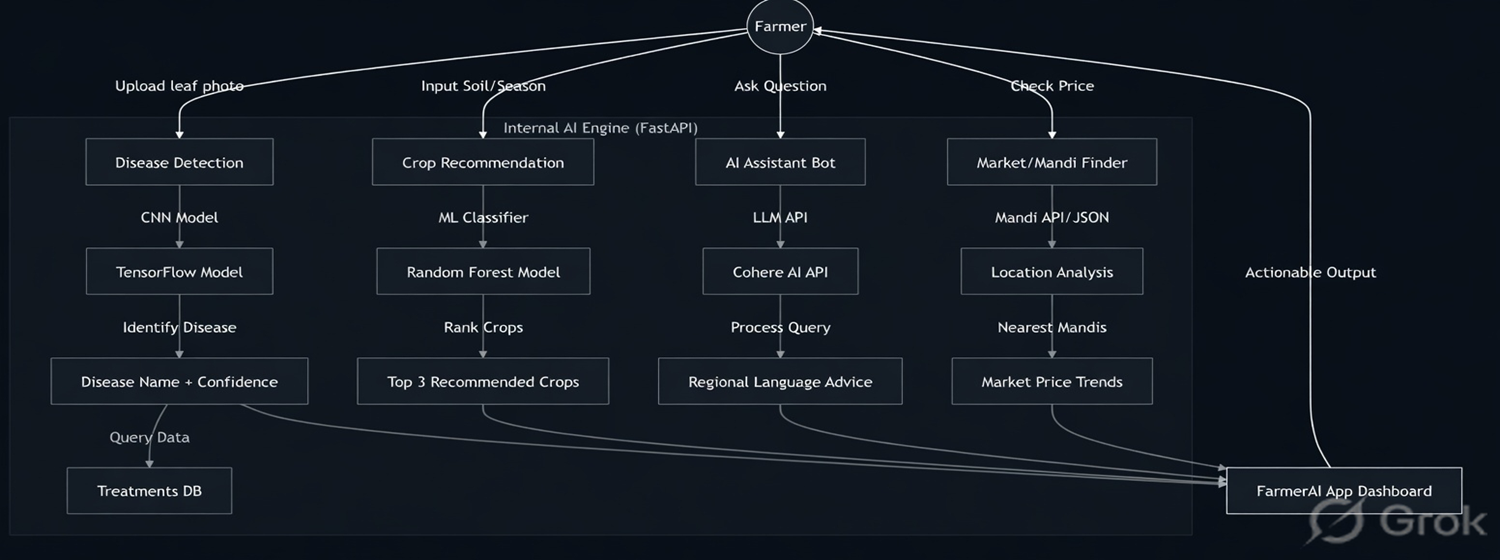 Farmer
Upload leaf photo
Input Soil/Season
Ask Question
Check Price
Internal AI Engine (FastAPI)
Disease Detection
Crop Recommendation
AI Assistant Bot
Market/Mandi Finder
CNN Model
ML Classifier
LLM API
Mandi API/JSON
TensorFlow Model
Random Forest Model
Cohere AI API
Location Analysis
Actionable Output
Identify Disease
Rank Crops
Process Query
Nearest Mandis
Disease Name + Confidence
Top 3 Recommended Crops
Regional Language Advice
Market Price Trends
Query Data
Treatments DB
FarmerAI App Dashboard
Grok